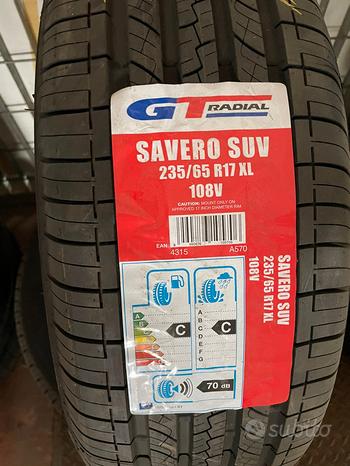 GT RADIAL
SAVERO SUV
235/65 R17 XL
108V
CAUTION: MOUNT ONLY ON
APPROVED 17 INCH DIAMETER RIM
EAN:
4315 A570
SAVERO SUV
235/65 R17 XL
108V
A
B
C
D
E
F
G
C
A
B
C
D
E
F
G
C
70 dB
subito